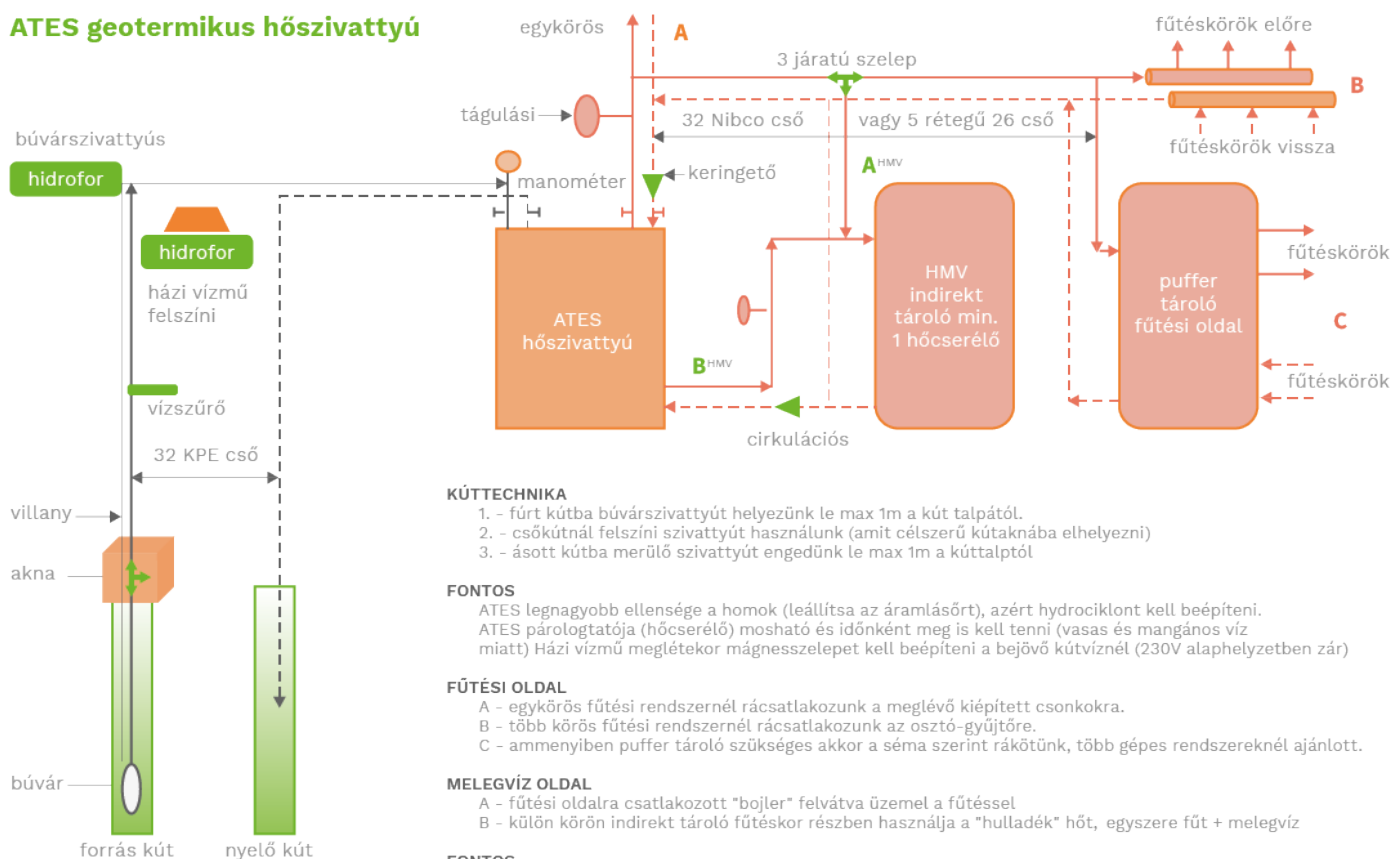 ATES geotermikus hőszivattyú
egykörös
A
fűtéskörök előre
3 járatú szelep
B
tágulási
32 Nibco cső
vagy 5 rétegű 26 cső
fűtéskörök vissza
búvárszivattyús
hidrofor
manométer
keringető
A HMV
hidrofor
házi vízmű
felszíni
ATES
hőszivattyú
HMV
indirekt
tároló min.
1 hőcserélő
puffer
tároló
fűtési oldal
fűtéskörök
C
B HMV
fűtéskörök
vízszűrő
cirkulációs
32 KPE cső
villany
akna
búvár
forrás kút
nyelő kút
KÚTTECHNIKA
1. - fúrt kútba búvárszivattyút helyezünk le max 1m a kút talpától.
2. - csőkútnál felszíni szivattyút használunk (amit célszerű kútaknába elhelyezni)
3. - ásott kútba merülő szivattyút engedünk le max 1m a kúttalptól
FONTOS
ATES legnagyobb ellensége a homok (leállítsa az áramlásőrt), azért hydrociklont kell beépíteni.
ATES párologtatója (hőcserélő) mosható és időnként meg is kell tenni (vasas és mangános víz
miatt) Házi vízmű meglétekor mágnesszelepet kell beépíteni a bejövő kútvíznél (230V alaphelyzetben zár)
FŰTÉSI OLDAL
A - egykörös fűtési rendszernél rácsatlakozunk a meglévő kiépített csonkokra.
B - több körös fűtési rendszernél rácsatlakozunk az osztó-gyűjtőre.
C - ammenyiben puffer tároló szükséges akkor a séma szerint rákötünk, több gépes rendszereknél ajánlott.
MELEGVÍZ OLDAL
A - fűtési oldalra csatlakozott "bojler" felvátva üzemel a fűtéssel
B - külön körön indirekt tároló fűtéskor részben használja a "hulladék" hőt, egyszere fűt + melegvíz
FONTOS